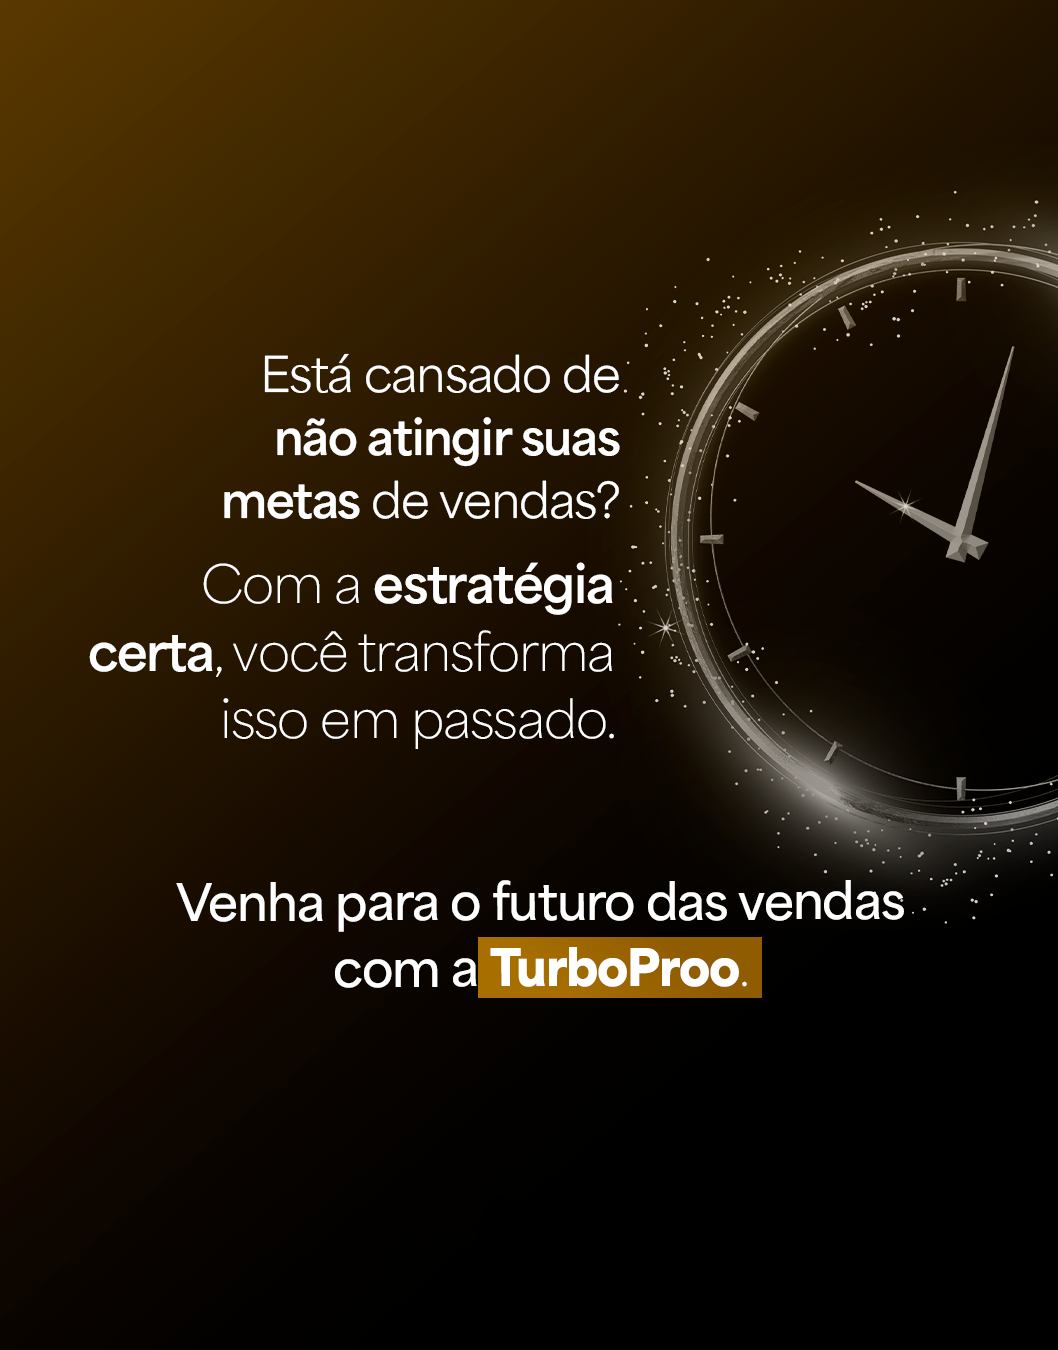 Está cansado de
não atingir suas
metas de vendas?
Com a estratégia
certa, você transforma
isso em passado.
Venha para o futuro das vendas
com a TurboProo.